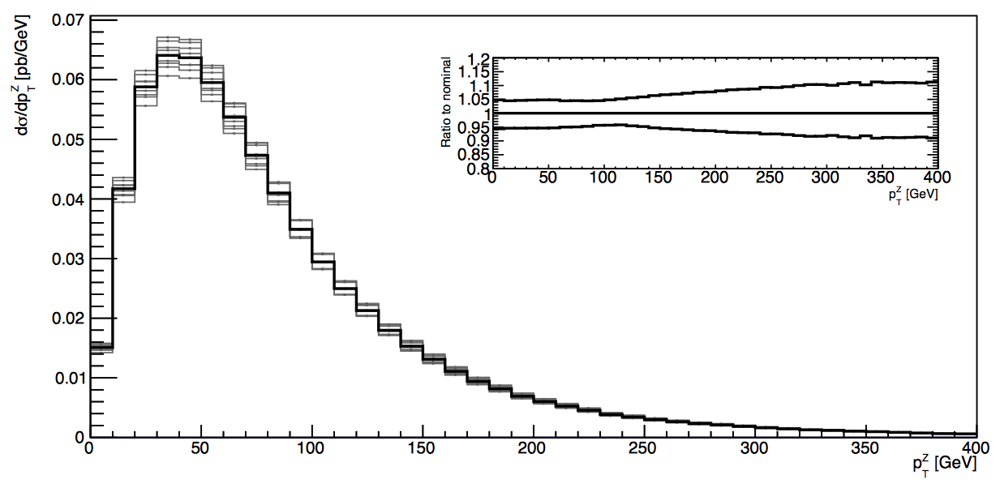 dσ/dp_T^Z [pb/GeV]
0.07
0.06
0.05
0.04
0.03
0.02
0.01
0
0 50 100 150 200 250 300 350 400
p_T^Z [GeV]
Ratio to nominal
1.2
1.15
1.1
1.05
1
0.95
0.9
0.85
0.8
0 50 100 150 200 250 300 350 400
p_T^Z [GeV]